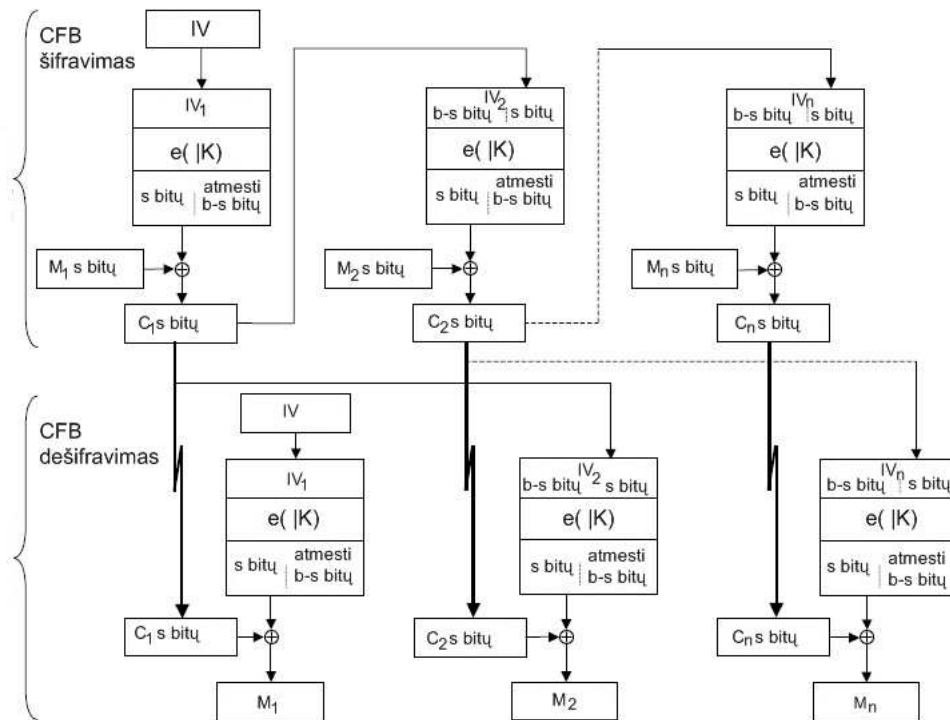 CFB
šifravimas
IV
IV1
e( |K)
s bitų
atmesti
b-s bitų
M1 s bitų
C1 s bitų
IV2
b-s bitų s bitų
e( |K)
s bitų
atmesti
b-s bitų
M2 s bitų
C2 s bitų
IVn
b-s bitų s bitų
e( |K)
s bitų
atmesti
b-s bitų
Mn s bitų
Cn s bitų
CFB
dešifravimas
IV
IV1
e( |K)
s bitų
atmesti
b-s bitų
C1 s bitų
M1
IV2
b-s bitų s bitų
e( |K)
s bitų
atmesti
b-s bitų
C2 s bitų
M2
IVn
b-s bitų s bitų
e( |K)
s bitų
atmesti
b-s bitų
Cn s bitų
Mn